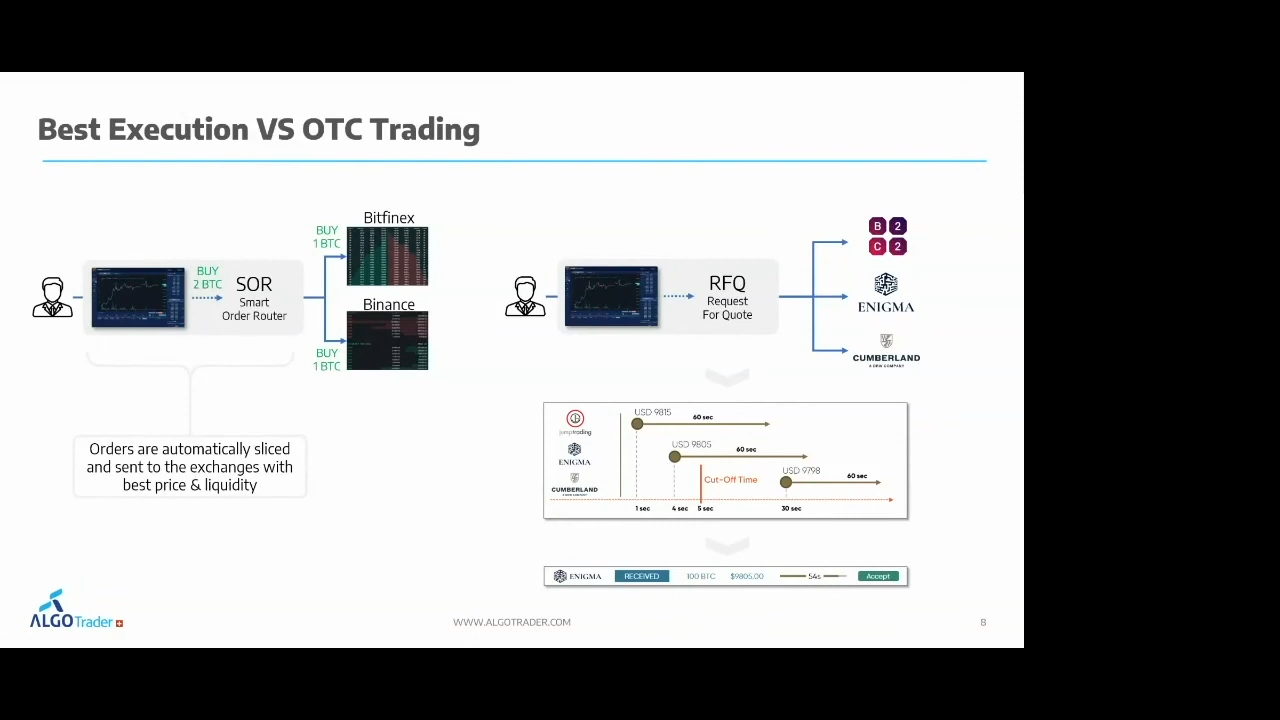 Best Execution VS OTC Trading
BUY
2 BTC
SOR
Smart
Order Router
BUY
1 BTC
Bitfinex
Binance
BUY
1 BTC
Orders are automatically sliced
and sent to the exchanges with
best price & liquidity
RFQ
Request
For Quote
B 2
C 2
ENIGMA
CUMBERLAND
A DRW COMPANY
jumptrading
ENIGMA
CUMBERLAND
USD 9815
60 sec
USD 9805
60 sec
USD 9798
60 sec
Cut-Off Time
1 sec 4 sec 5 sec 30 sec
ENIGMA RECEIVED 100 BTC $9805.00 54s Accept
ALGOTrader
WWW.ALGOTRADER.COM
8